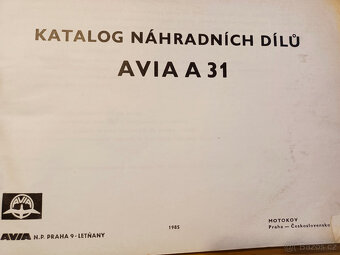 KATALOG NÁHRADNÍCH DÍLŮ
AVIA A 31
AVIA
AVIA N.P. PRAHA 9 - LETŇANY
1985
MOTOKOV
Praha — Československo